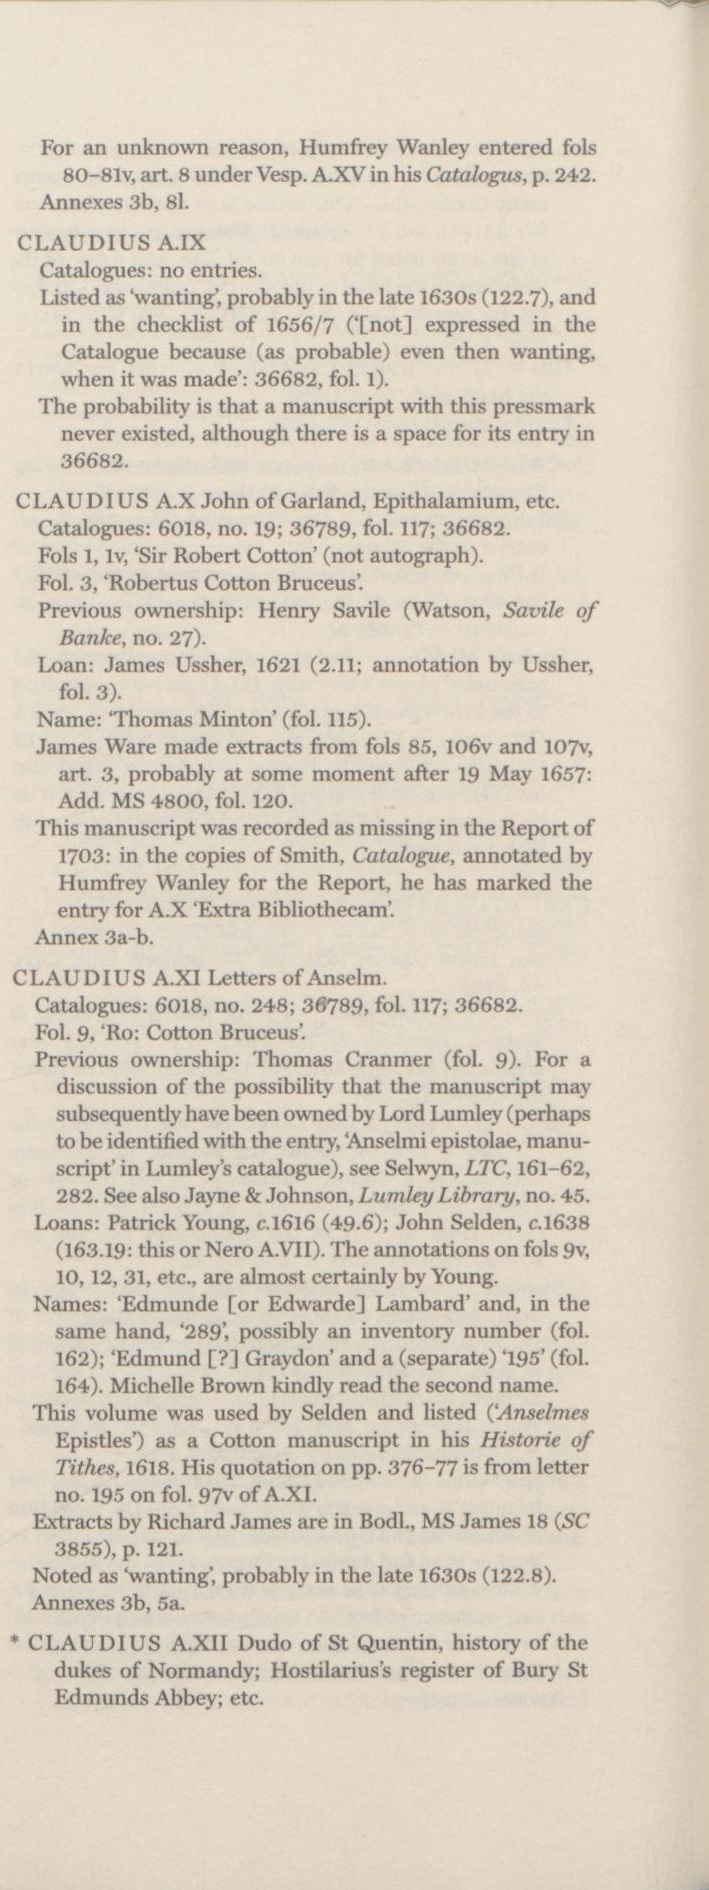 For an unknown reason, Humfrey Wanley entered fols
80–81v, art. 8 under Vesp. A.XV in his Catalogus, p. 242.
Annexes 3b, 8l.
CLAUDIUS A.IX
Catalogues: no entries.
Listed as ‘wanting’, probably in the late 1630s (122.7), and
in the checklist of 1656/7 (‘[not] expressed in the
Catalogue because (as probable) even then wanting,
when it was made’: 36682, fol. 1).
The probability is that a manuscript with this pressmark
never existed, although there is a space for its entry in
36682.
CLAUDIUS A.X John of Garland, Epithalamium, etc.
Catalogues: 6018, no. 19; 36789, fol. 117; 36682.
Fols 1, 1v, ‘Sir Robert Cotton’ (not autograph).
Fol. 3, ‘Robertus Cotton Bruceus’.
Previous ownership: Henry Savile (Watson, Savile of
Banke, no. 27).
Loan: James Ussher, 1621 (2.11; annotation by Ussher,
fol. 3).
Name: ‘Thomas Minton’ (fol. 115).
James Ware made extracts from fols 85, 106v and 107v,
art. 3, probably at some moment after 19 May 1657:
Add. MS 4800, fol. 120.
This manuscript was recorded as missing in the Report of
1703: in the copies of Smith, Catalogue, annotated by
Humfrey Wanley for the Report, he has marked the
entry for A.X ‘Extra Bibliothecam’.
Annex 3a-b.
CLAUDIUS A.XI Letters of Anselm.
Catalogues: 6018, no. 248; 36789, fol. 117; 36682.
Fol. 9, ‘Ro: Cotton Bruceus’.
Previous ownership: Thomas Cranmer (fol. 9). For a
discussion of the possibility that the manuscript may
subsequently have been owned by Lord Lumley (perhaps
to be identified with the entry, ‘Anselmi epistolae, manu-
script’ in Lumley’s catalogue), see Selwyn, LTC, 161–62,
282. See also Jayne & Johnson, Lumley Library, no. 45.
Loans: Patrick Young, c.1616 (49.6); John Selden, c.1638
(163.19: this or Nero A.VII). The annotations on fols 9v,
10, 12, 31, etc., are almost certainly by Young.
Names: ‘Edmunde [or Edwarde] Lambard’ and, in the
same hand, ‘289’, possibly an inventory number (fol.
162); ‘Edmund [?] Graydon’ and a (separate) ‘195’ (fol.
164). Michelle Brown kindly read the second name.
This volume was used by Selden and listed (‘Anselmes
Epistles’) as a Cotton manuscript in his Historie of
Tithes, 1618. His quotation on pp. 376–77 is from letter
no. 195 on fol. 97v of A.XI.
Extracts by Richard James are in Bodl., MS James 18 (SC
3855), p. 121.
Noted as ‘wanting’, probably in the late 1630s (122.8).
Annexes 3b, 5a.
* CLAUDIUS A.XII Dudo of St Quentin, history of the
dukes of Normandy; Hostilarius’s register of Bury St
Edmunds Abbey; etc.